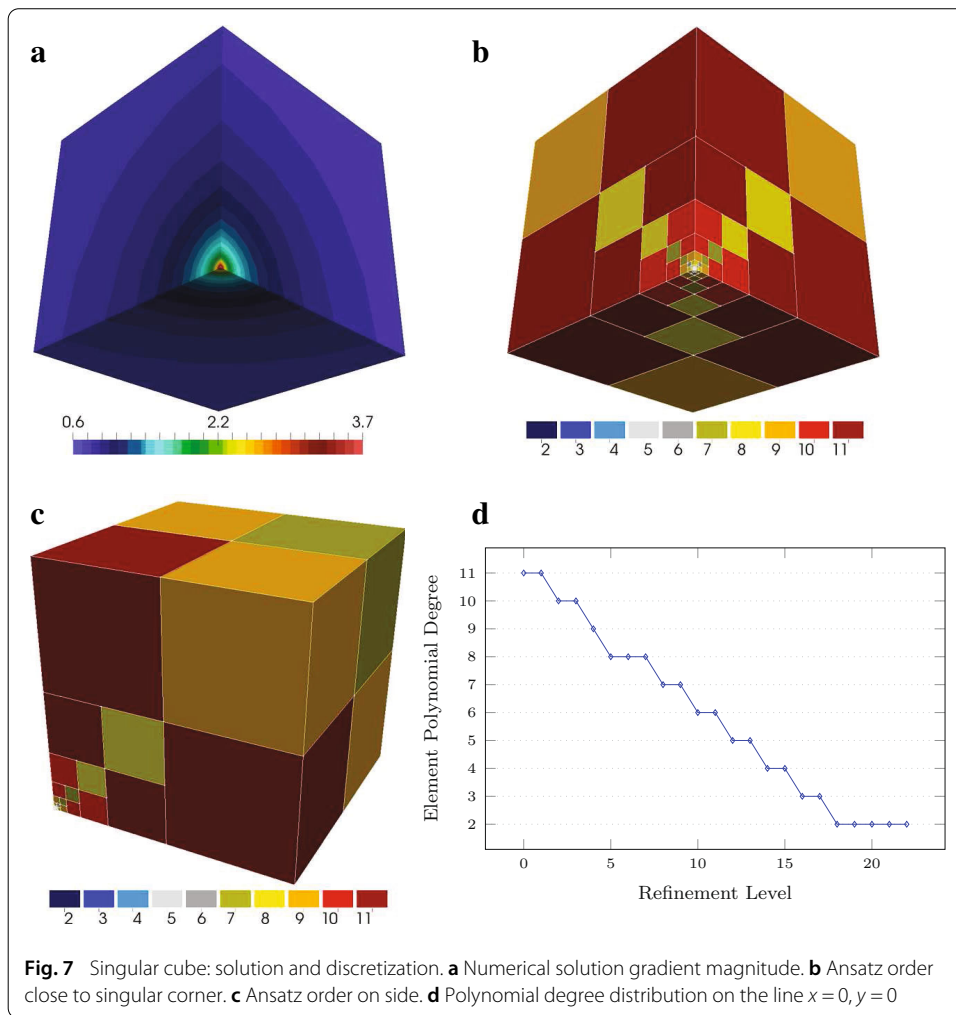 a
b
0.6 2.2 3.7
2 3 4 5 6 7 8 9 10 11
c
d
11
10
9
8
7
6
5
4
3
2
Element Polynomial Degree
0 5 10 15 20
Refinement Level
2 3 4 5 6 7 8 9 10 11
Fig. 7 Singular cube: solution and discretization. a Numerical solution gradient magnitude. b Ansatz order
close to singular corner. c Ansatz order on side. d Polynomial degree distribution on the line x = 0, y = 0